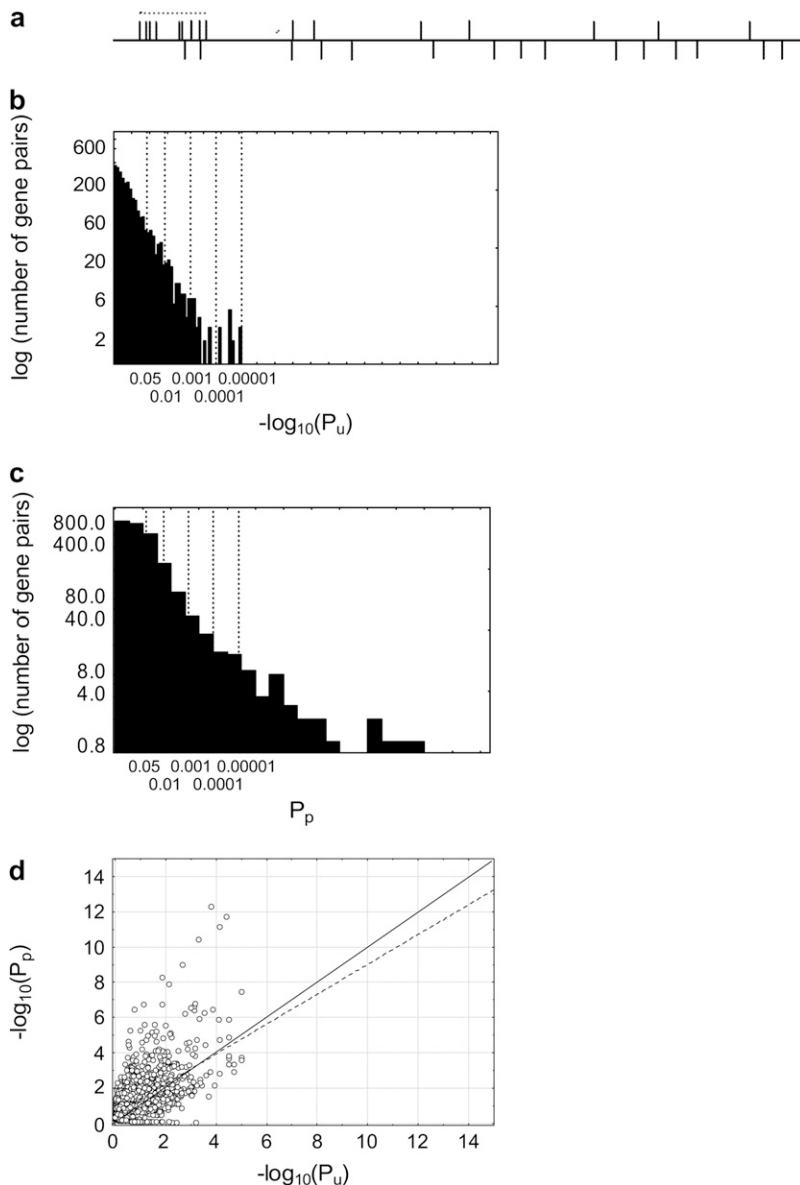 a
b
log (number of gene pairs)
600
200
60
20
6
2
0.05 0.001 0.00001
0.01 0.0001
-log10(Pu)
c
log (number of gene pairs)
800.0
400.0
80.0
40.0
8.0
4.0
0.8
0.05 0.001 0.00001
0.01 0.0001
Pp
d
-log10(Pp)
14
12
10
8
6
4
2
0
0 2 4 6 8 10 12 14
-log10(Pu)